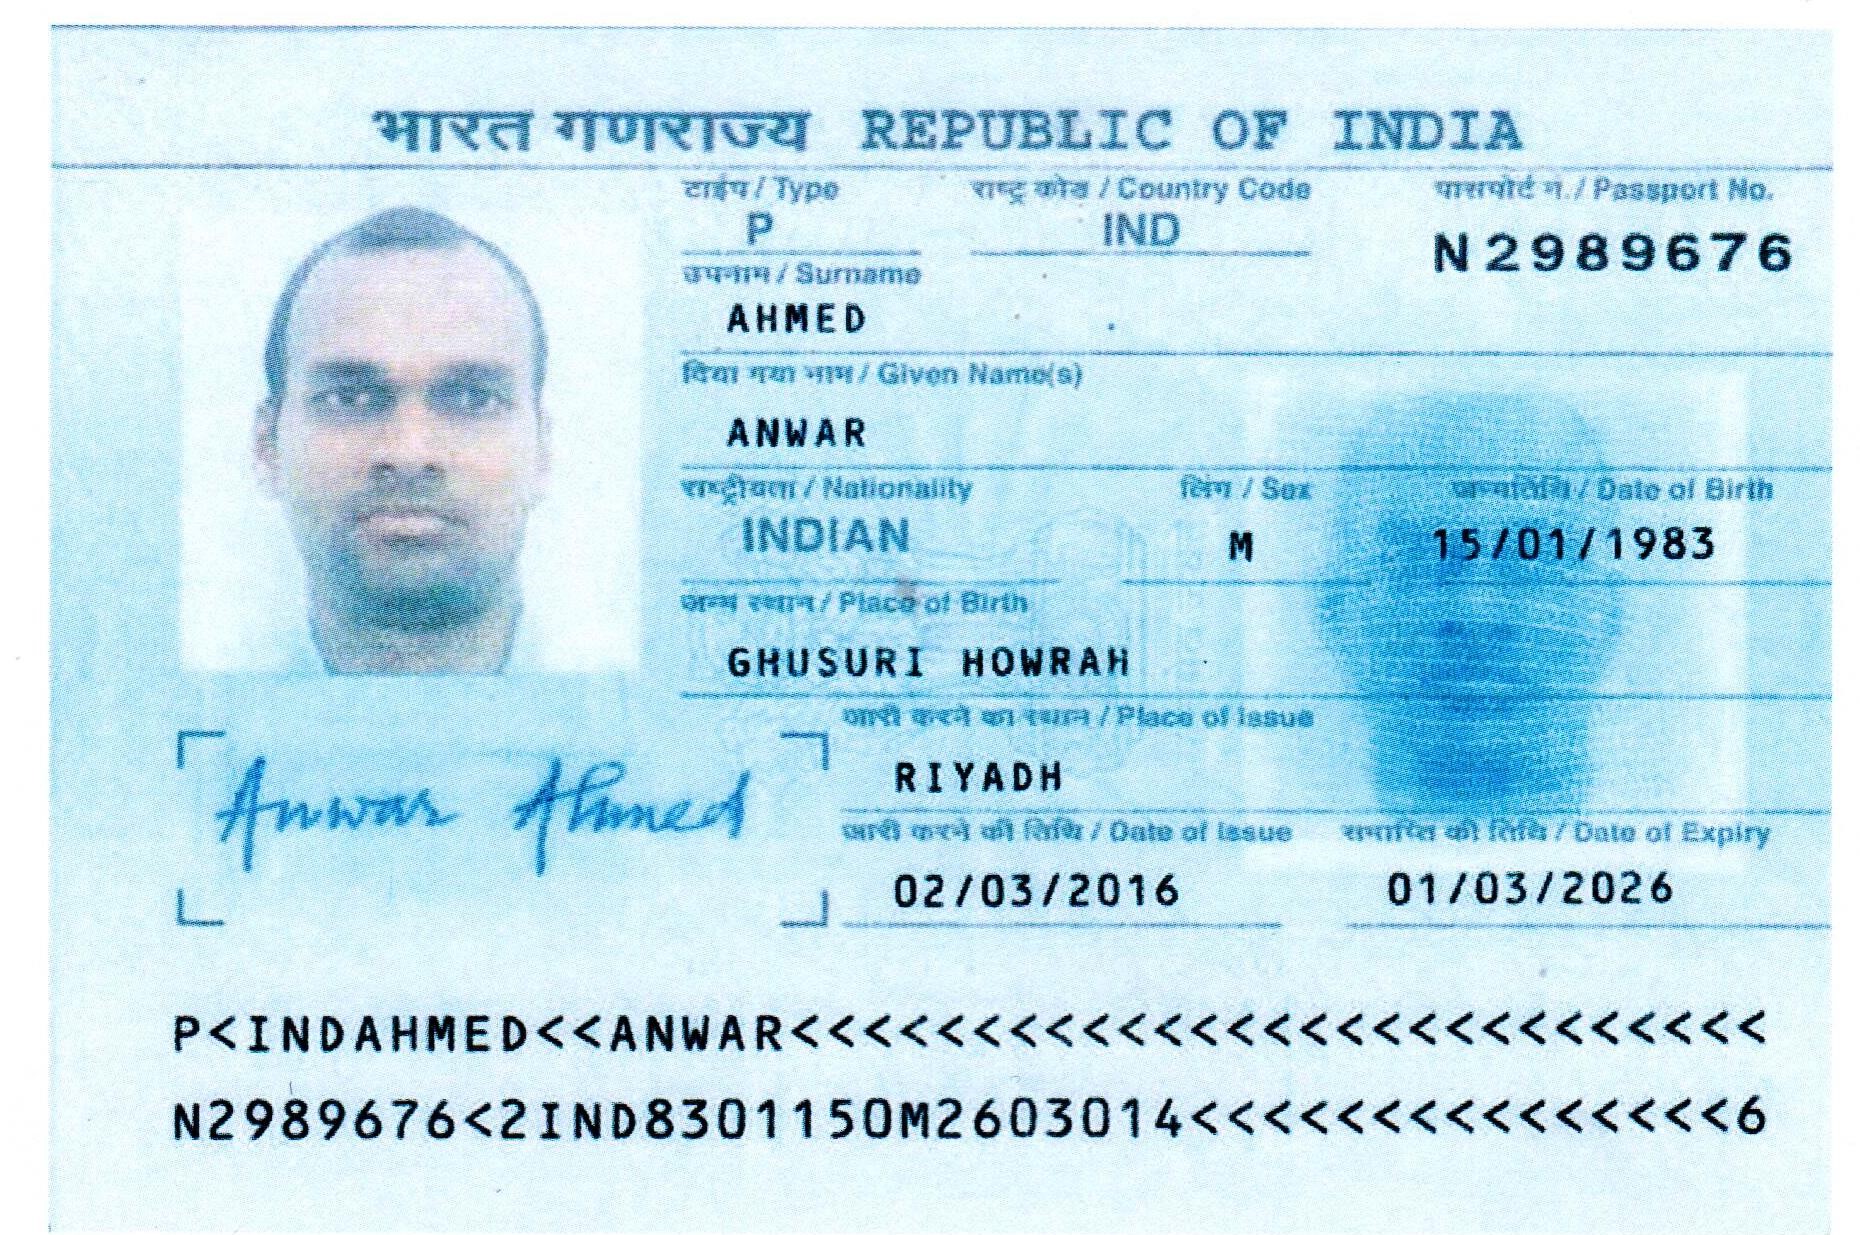 भारत गणराज्य REPUBLIC OF INDIA
टाईप / Type राष्ट्र कोड / Country Code पासपोर्ट नं. / Passport No.
P IND N2989676
उपनाम / Surname
AHMED
दिया गया नाम / Given Name(s)
ANWAR
राष्ट्रीयता / Nationality लिंग / Sex जन्मतिथि / Date of Birth
INDIAN M 15/01/1983
जन्म स्थान / Place of Birth
GHUSURI HOWRAH
जारी करने का स्थान / Place of Issue
RIYADH
Anwar Ahmed
जारी करने की तिथि / Date of Issue समाप्ति की तिथि / Date of Expiry
02/03/2016 01/03/2026
P<INDAHMED<<ANWAR<<<<<<<<<<<<<<<<<<<<<<<<<<<
N2989676<2IND8301150M2603014<<<<<<<<<<<<<<<6